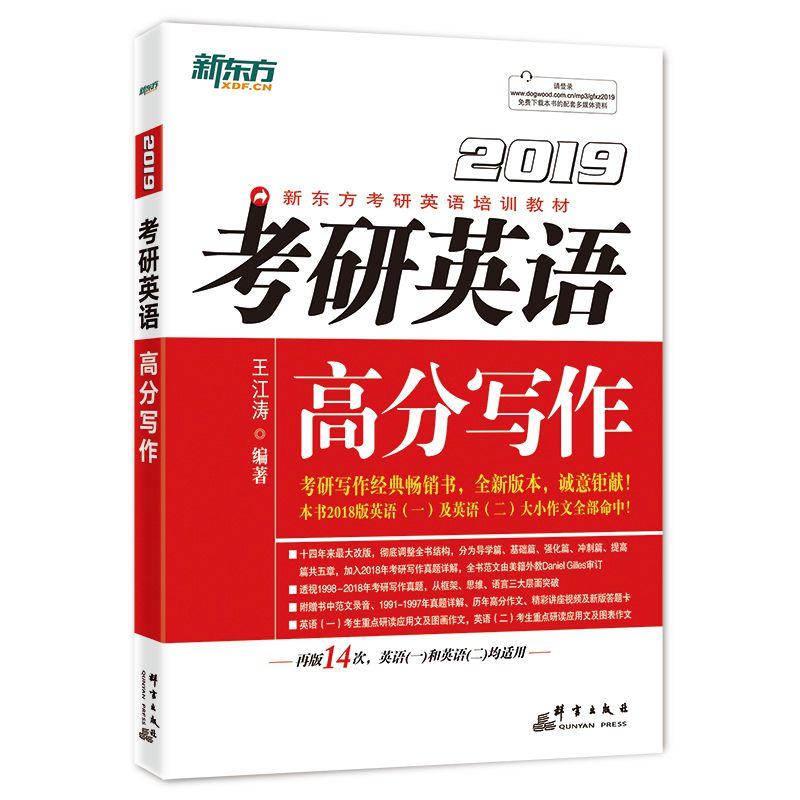 新东方
XDF.CN
请登录
www.dogwood.com.cn/mp3/gfxz2019
免费下载本书的配套多媒体资料
2019
新东方考研英语培训教材
考研英语
王江涛◎编著
高分写作
考研写作经典畅销书，全新版本，诚意钜献！
本书2018版英语（一）及英语（二）大小作文全部命中！
■十四年来最大改版，彻底调整全书结构，分为导学篇、基础篇、强化篇、冲刺篇、提高
篇共五章，加入2018年考研写作真题详解，全书范文由美籍外教Daniel Gilles审订
■透视1998-2018年考研写作真题，从框架、思维、语言三大层面突破
■附赠书中范文录音、1991-1997年真题详解、历年高分作文、精彩讲座视频及新版答题卡
■英语（一）考生重点研读应用文及图画作文，英语（二）考生重点研读应用文及图表作文
再版14次，英语(一)和英语(二)均适用
群言出版社
QUNYAN PRESS
新东方
XDF.CN
2019
考研英语
高分写作
群言出版社
QUNYAN PRESS